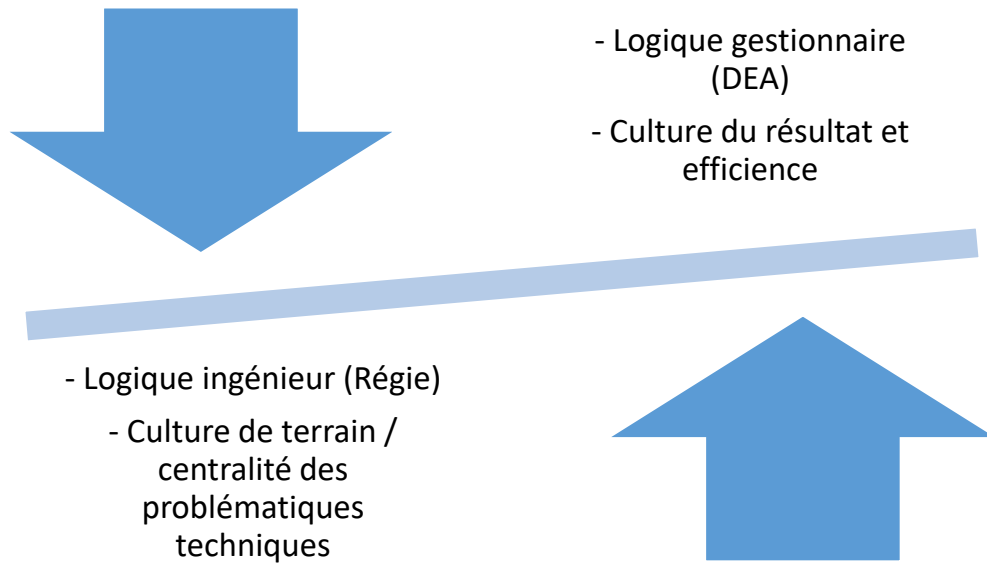 - Logique gestionnaire
(DEA)
- Culture du résultat et
efficience
- Logique ingénieur (Régie)
- Culture de terrain /
centralité des
problématiques
techniques